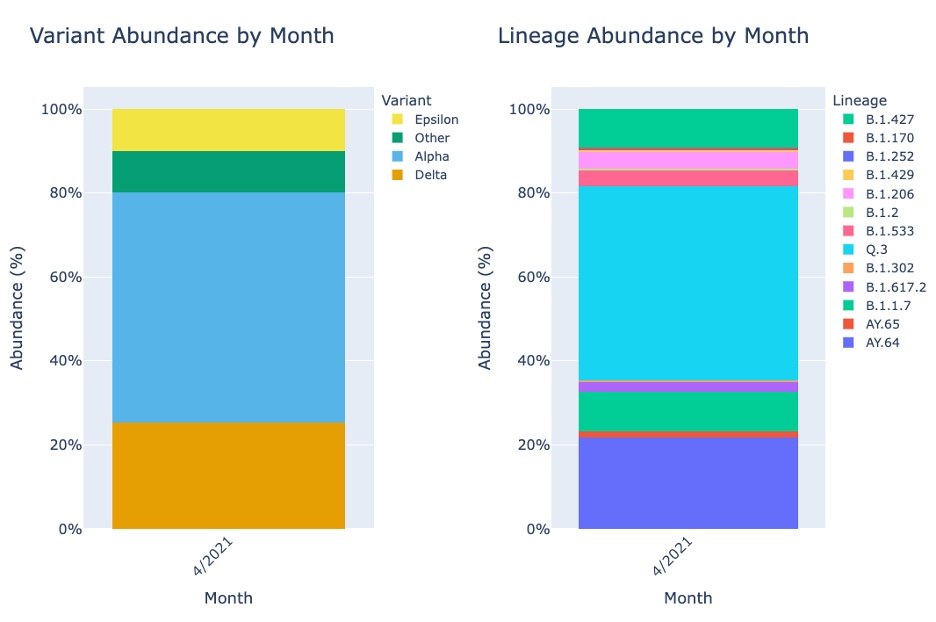 Variant Abundance by Month
Abundance (%)
100%
80%
60%
40%
20%
0%
4/2021
Month
Variant
Epsilon
Other
Alpha
Delta
Lineage Abundance by Month
Abundance (%)
100%
80%
60%
40%
20%
0%
4/2021
Month
Lineage
B.1.427
B.1.170
B.1.252
B.1.429
B.1.206
B.1.2
B.1.533
Q.3
B.1.302
B.1.617.2
B.1.1.7
AY.65
AY.64